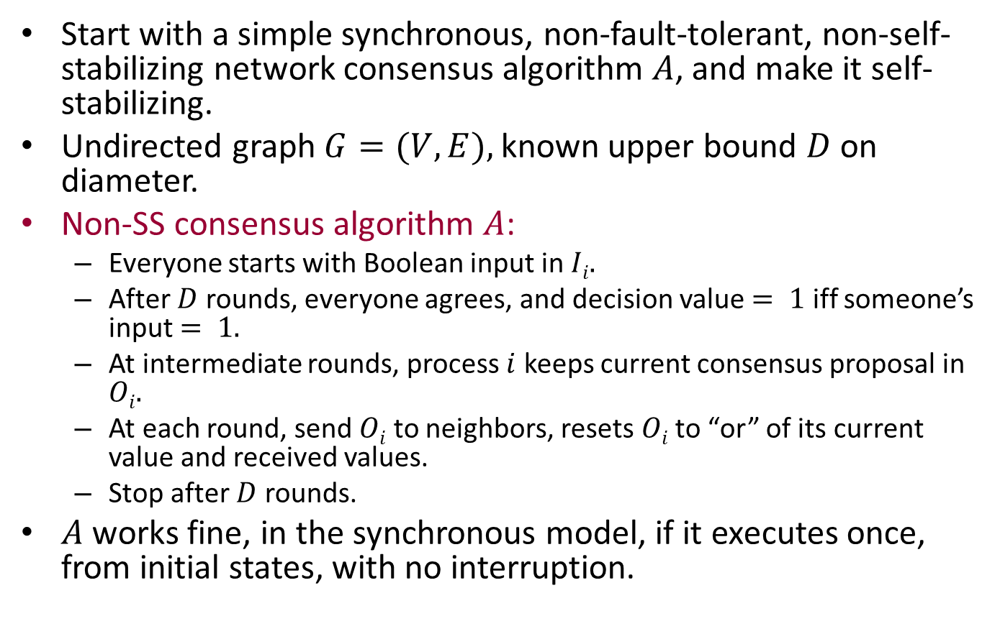 • Start with a simple synchronous, non-fault-tolerant, non-self-
stabilizing network consensus algorithm A, and make it self-
stabilizing.
• Undirected graph G = (V, E), known upper bound D on
diameter.
• Non-SS consensus algorithm A:
– Everyone starts with Boolean input in Iᵢ.
– After D rounds, everyone agrees, and decision value = 1 iff someone’s
input = 1.
– At intermediate rounds, process i keeps current consensus proposal in
Oᵢ.
– At each round, send Oᵢ to neighbors, resets Oᵢ to “or” of its current
value and received values.
– Stop after D rounds.
• A works fine, in the synchronous model, if it executes once,
from initial states, with no interruption.